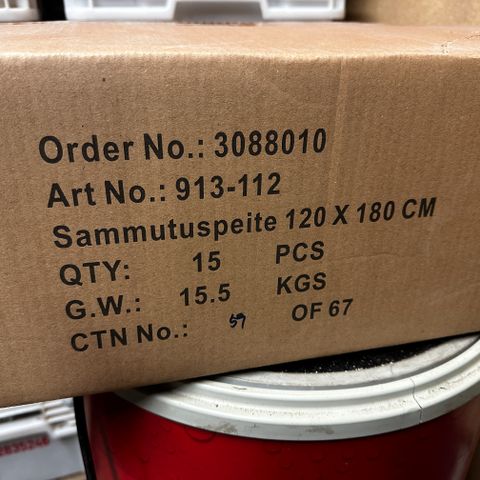 Order No.: 3088010
Art No.: 913-112
Sammutuspeite 120 X 180 CM
QTY: 15 PCS
G.W.: 15.5 KGS
CTN No.: 59 OF 67